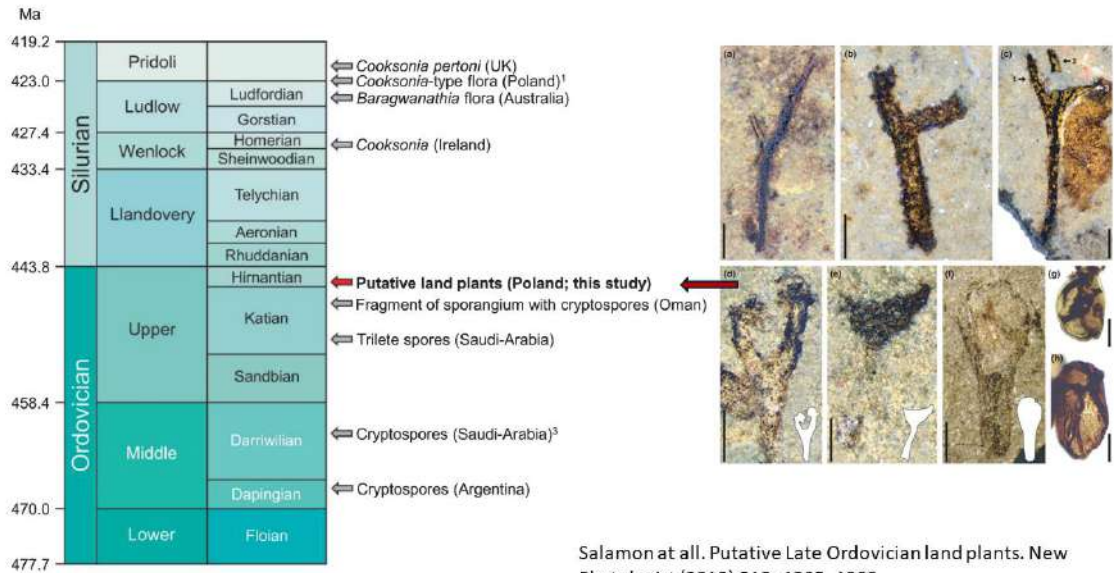 Ma
419.2
423.0
427.4
433.4
443.8
458.4
470.0
477.7
Silurian
Ordovician
Pridoli
Ludlow
Wenlock
Llandovery
Upper
Middle
Lower
Ludfordian
Gorstian
Homerian
Sheinwoodian
Telychian
Aeronian
Rhuddanian
Hirnantian
Katian
Sandbian
Darriwilian
Dapingian
Floian
Cooksonia pertoni (UK)
Cooksonia-type flora (Poland)¹
Baragwanathia flora (Australia)
Cooksonia (Ireland)
Putative land plants (Poland; this study)
Fragment of sporangium with cryptospores (Oman)
Trilete spores (Saudi-Arabia)
Cryptospores (Saudi-Arabia)³
Cryptospores (Argentina)
(a)
(b)
(c)
1
2
(d)
(e)
(f)
(g)
(h)
Salamon at all. Putative Late Ordovician land plants. New